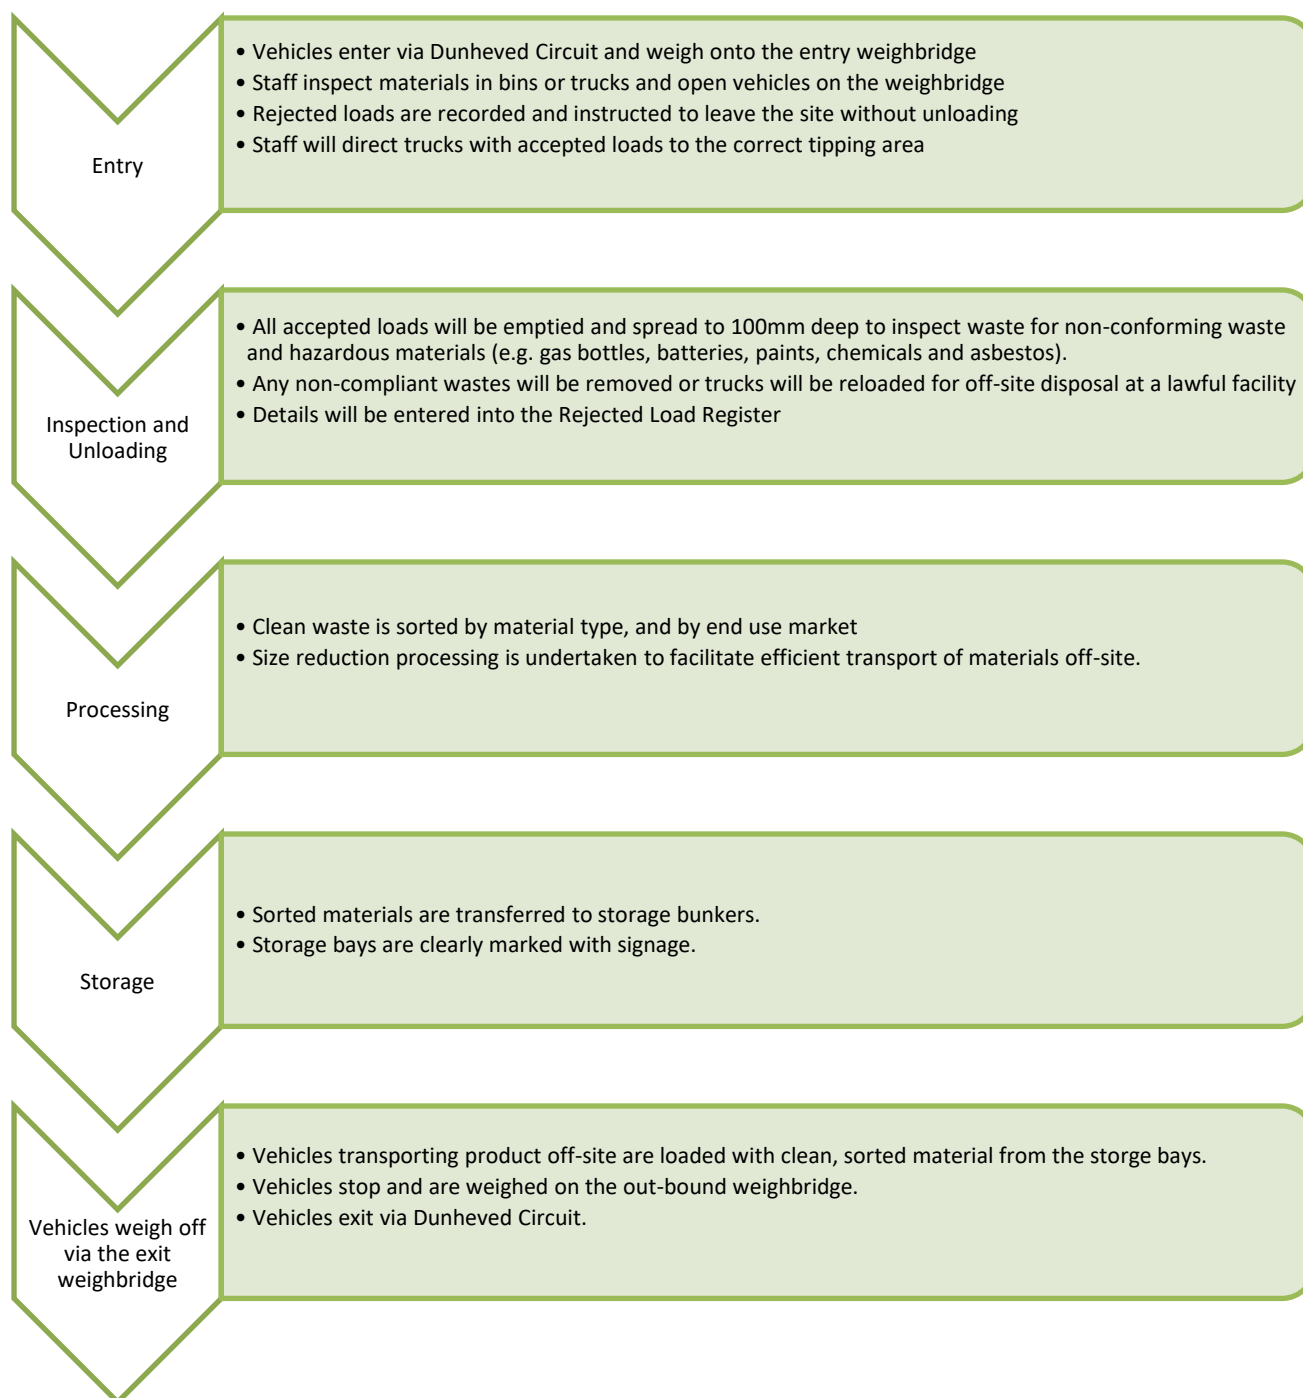 Entry
• Vehicles enter via Dunheved Circuit and weigh onto the entry weighbridge
• Staff inspect materials in bins or trucks and open vehicles on the weighbridge
• Rejected loads are recorded and instructed to leave the site without unloading
• Staff will direct trucks with accepted loads to the correct tipping area
Inspection and
Unloading
• All accepted loads will be emptied and spread to 100mm deep to inspect waste for non-conforming waste
and hazardous materials (e.g. gas bottles, batteries, paints, chemicals and asbestos).
• Any non-compliant wastes will be removed or trucks will be reloaded for off-site disposal at a lawful facility
• Details will be entered into the Rejected Load Register
Processing
• Clean waste is sorted by material type, and by end use market
• Size reduction processing is undertaken to facilitate efficient transport of materials off-site.
Storage
• Sorted materials are transferred to storage bunkers.
• Storage bays are clearly marked with signage.
Vehicles weigh off
via the exit
weighbridge
• Vehicles transporting product off-site are loaded with clean, sorted material from the storge bays.
• Vehicles stop and are weighed on the out-bound weighbridge.
• Vehicles exit via Dunheved Circuit.